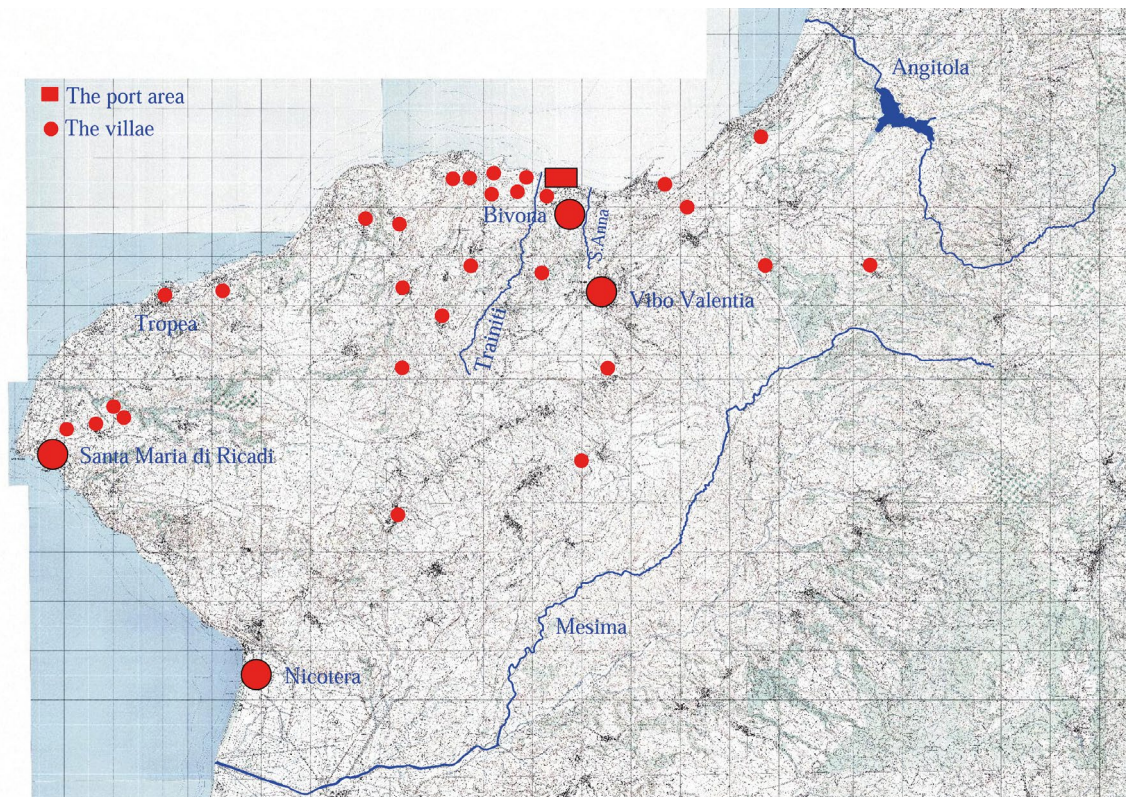 The port area
The villae
Angitola
Bivona
S.Anna
Vibo Valentia
Trainiti
Tropea
Santa Maria di Ricadi
Mesima
Nicotera